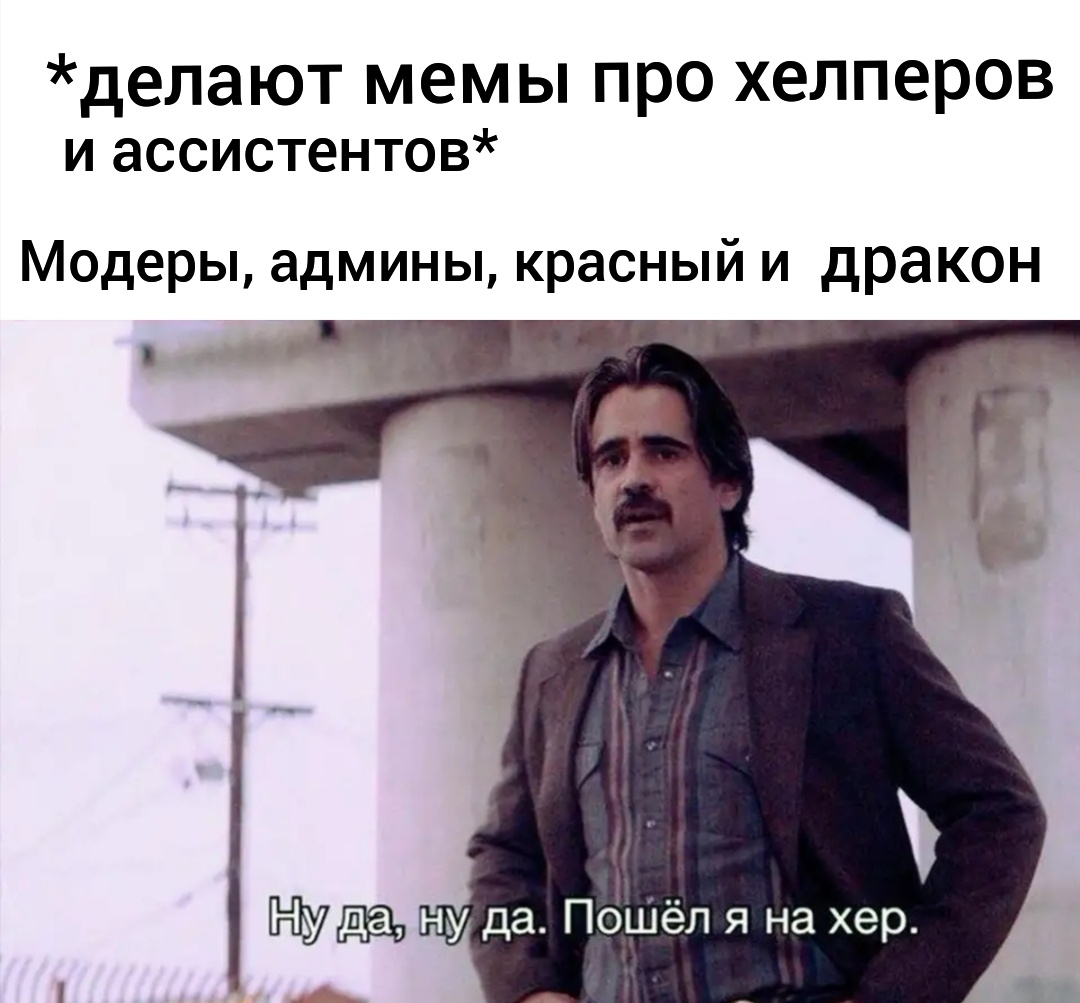 *делают мемы про хелперов
и ассистентов*
Модеры, админы, красный и дракон
Ну да, ну да. Пошёл я на хер.